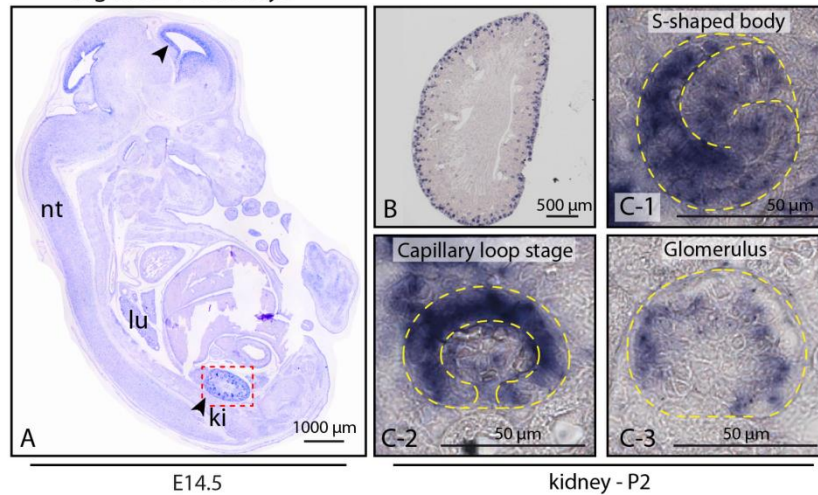 nt
lu
ki
A
1000 µm
E14.5
B
500 µm
S-shaped body
C-1
50 µm
Capillary loop stage
C-2
50 µm
Glomerulus
C-3
50 µm
kidney - P2